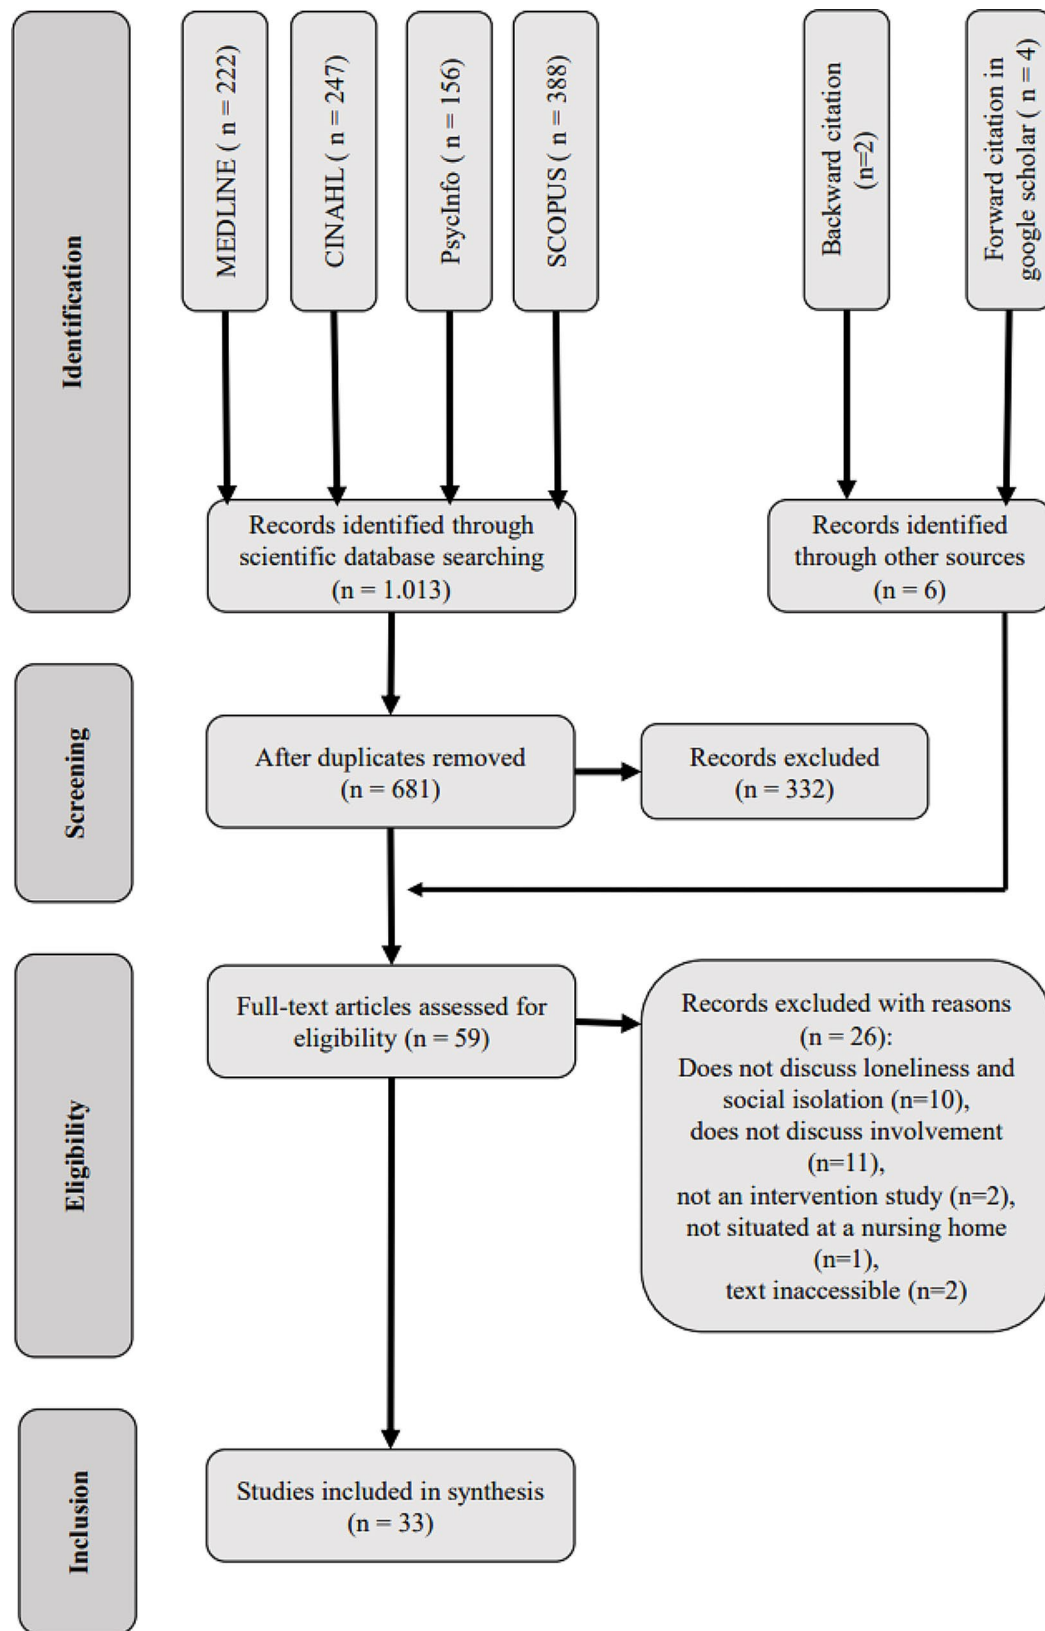 Identification
MEDLINE ( n = 222)
CINAHL ( n = 247)
PsycInfo ( n = 156)
SCOPUS ( n = 388)
Backward citation
(n=2)
Forward citation in
google scholar ( n = 4)
Records identified through
scientific database searching
(n = 1.013)
Records identified
through other sources
(n = 6)
Screening
After duplicates removed
(n = 681)
Records excluded
(n = 332)
Eligibility
Full-text articles assessed for
eligibility (n = 59)
Records excluded with reasons
(n = 26):
Does not discuss loneliness and
social isolation (n=10),
does not discuss involvement
(n=11),
not an intervention study (n=2),
not situated at a nursing home
(n=1),
text inaccessible (n=2)
Inclusion
Studies included in synthesis
(n = 33)